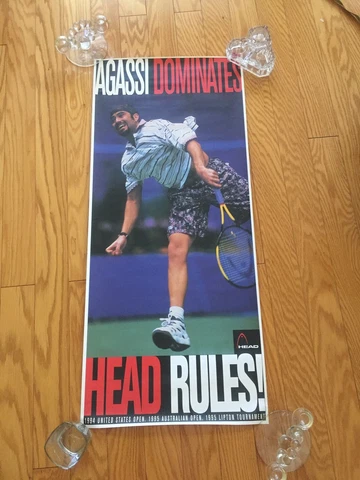 AGASSI DOMINATES
HEAD
HEAD RULES!
1994 UNITED STATES OPEN. 1995 AUSTRALIAN OPEN. 1995 LIPTON TOURNAMENT